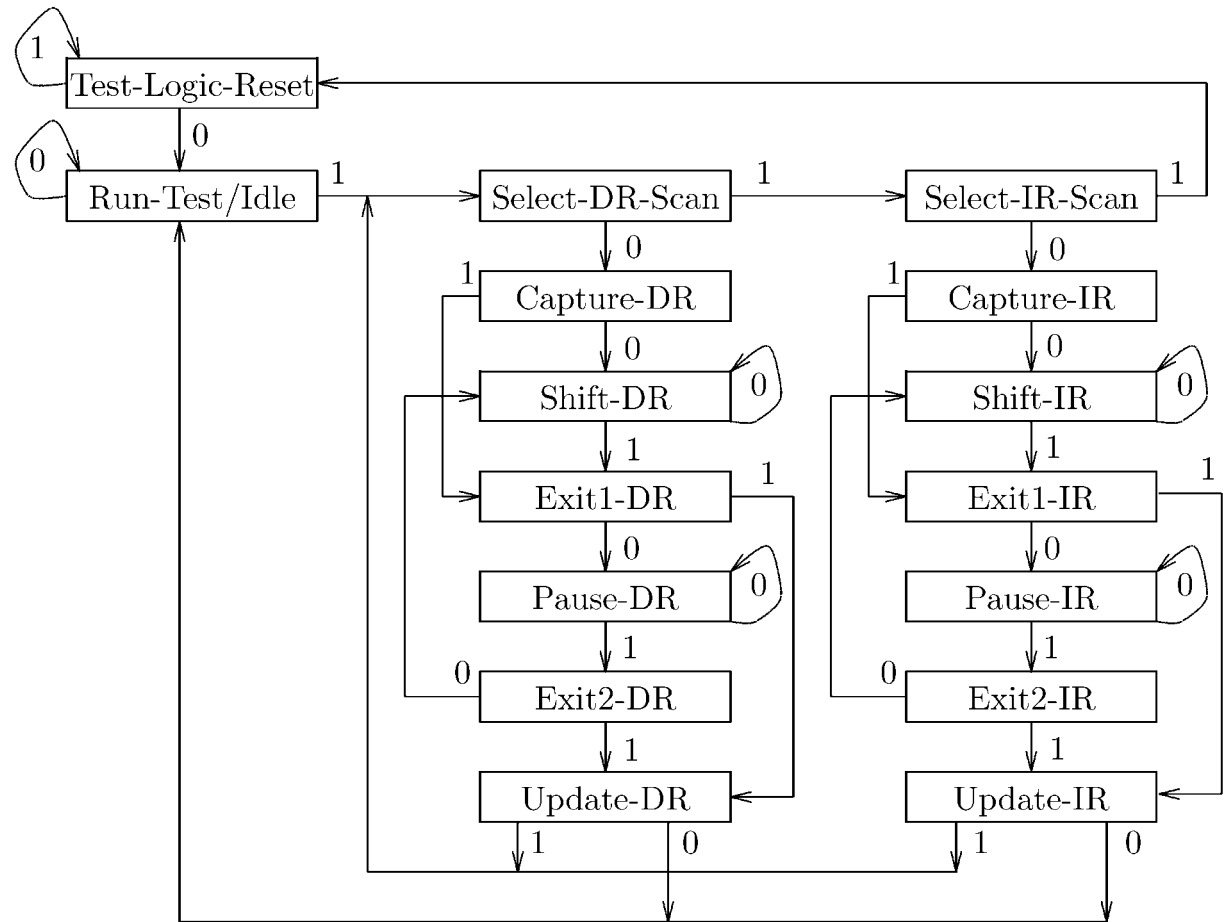 1
Test-Logic-Reset
0
0
Run-Test/Idle
1
Select-DR-Scan
1
Select-IR-Scan
1
0
0
1
Capture-DR
1
Capture-IR
0
0
Shift-DR
0
Shift-IR
0
1
1
Exit1-DR
1
Exit1-IR
1
0
0
Pause-DR
0
Pause-IR
0
1
1
0
Exit2-DR
0
Exit2-IR
1
1
Update-DR
Update-IR
1
0
1
0